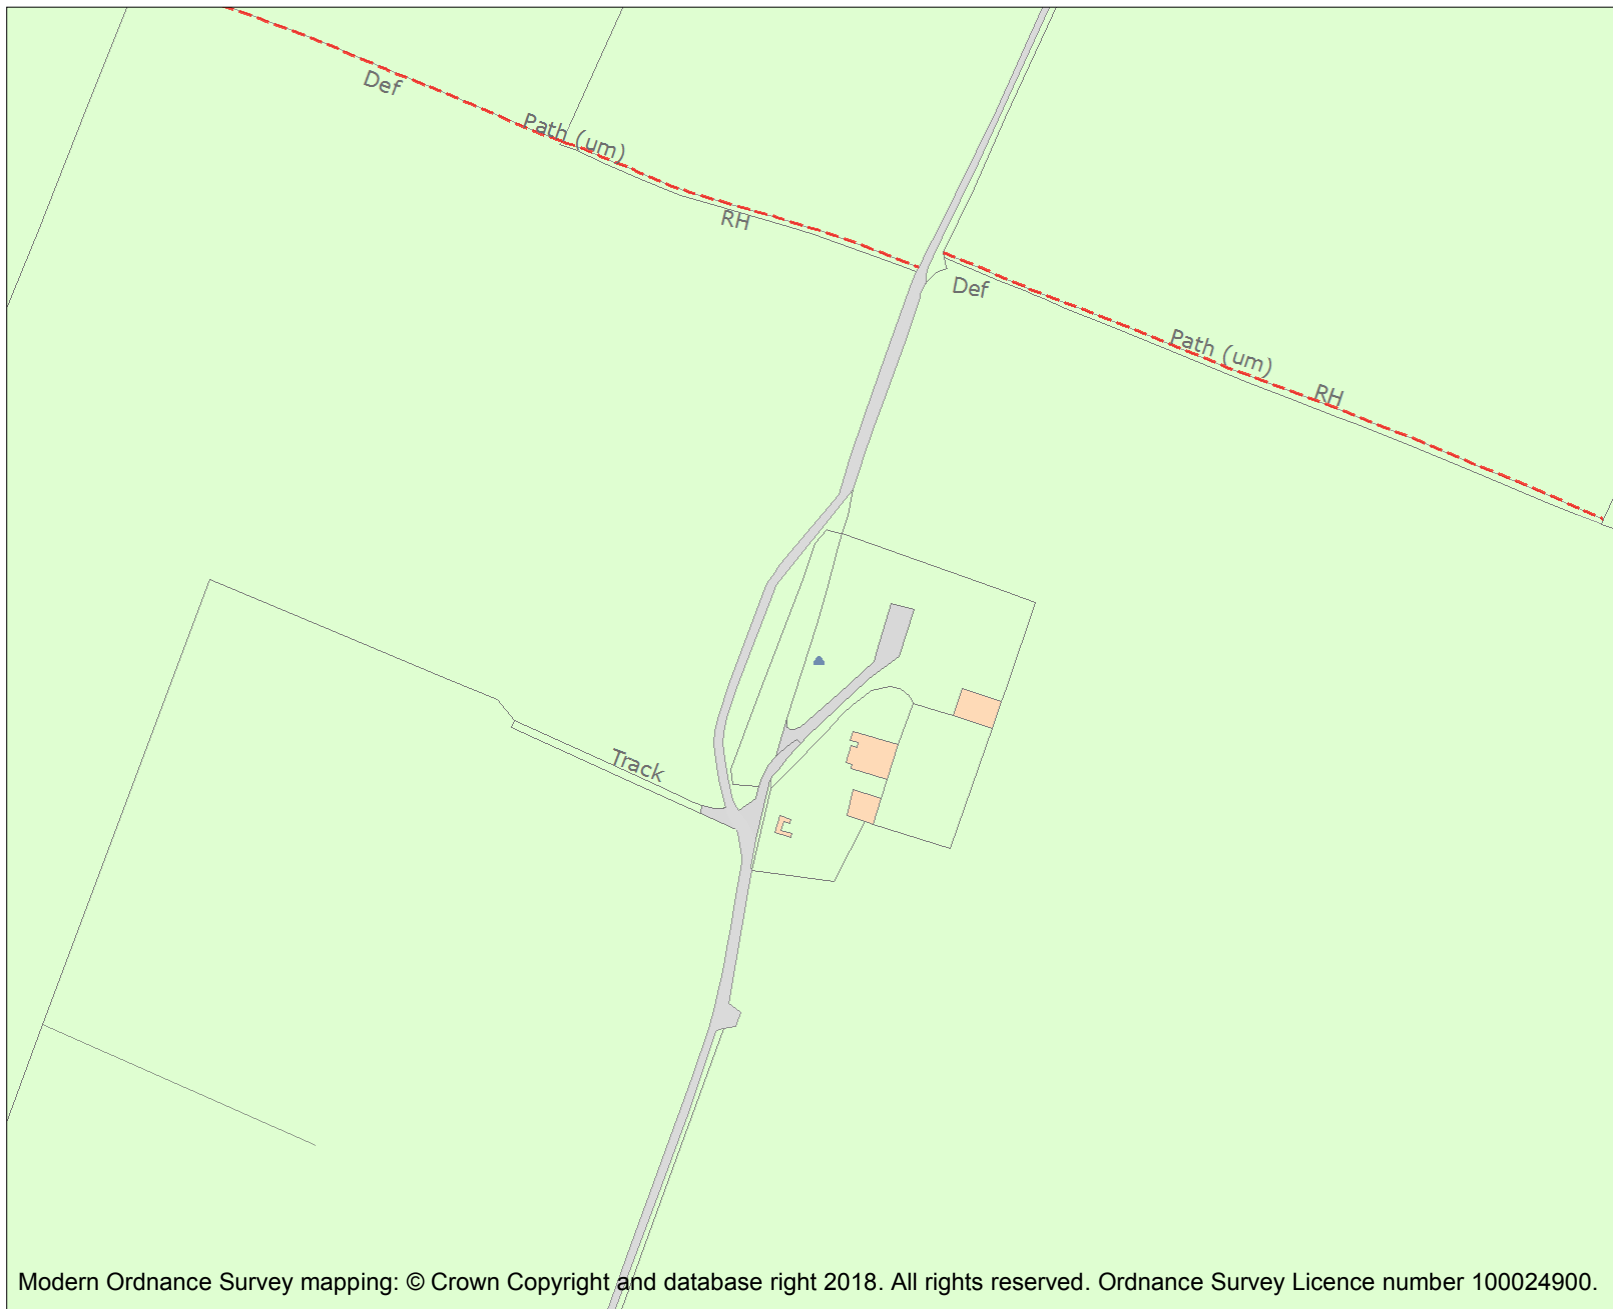 Def
Path (um)
RH
Def
Path (um)
RH
Track
Modern Ordnance Survey mapping: © Crown Copyright and database right 2018. All rights reserved. Ordnance Survey Licence number 100024900.